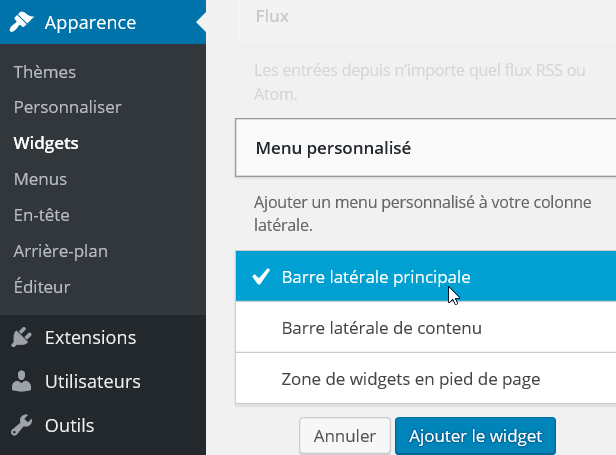 Apparence
Thèmes
Personnaliser
Widgets
Menus
En-tête
Arrière-plan
Éditeur
Extensions
Utilisateurs
Outils
Flux
Les entrées depuis n’importe quel flux RSS ou
Atom.
Menu personnalisé
Ajouter un menu personnalisé à votre colonne
latérale.
Barre latérale principale
Barre latérale de contenu
Zone de widgets en pied de page
Annuler
Ajouter le widget